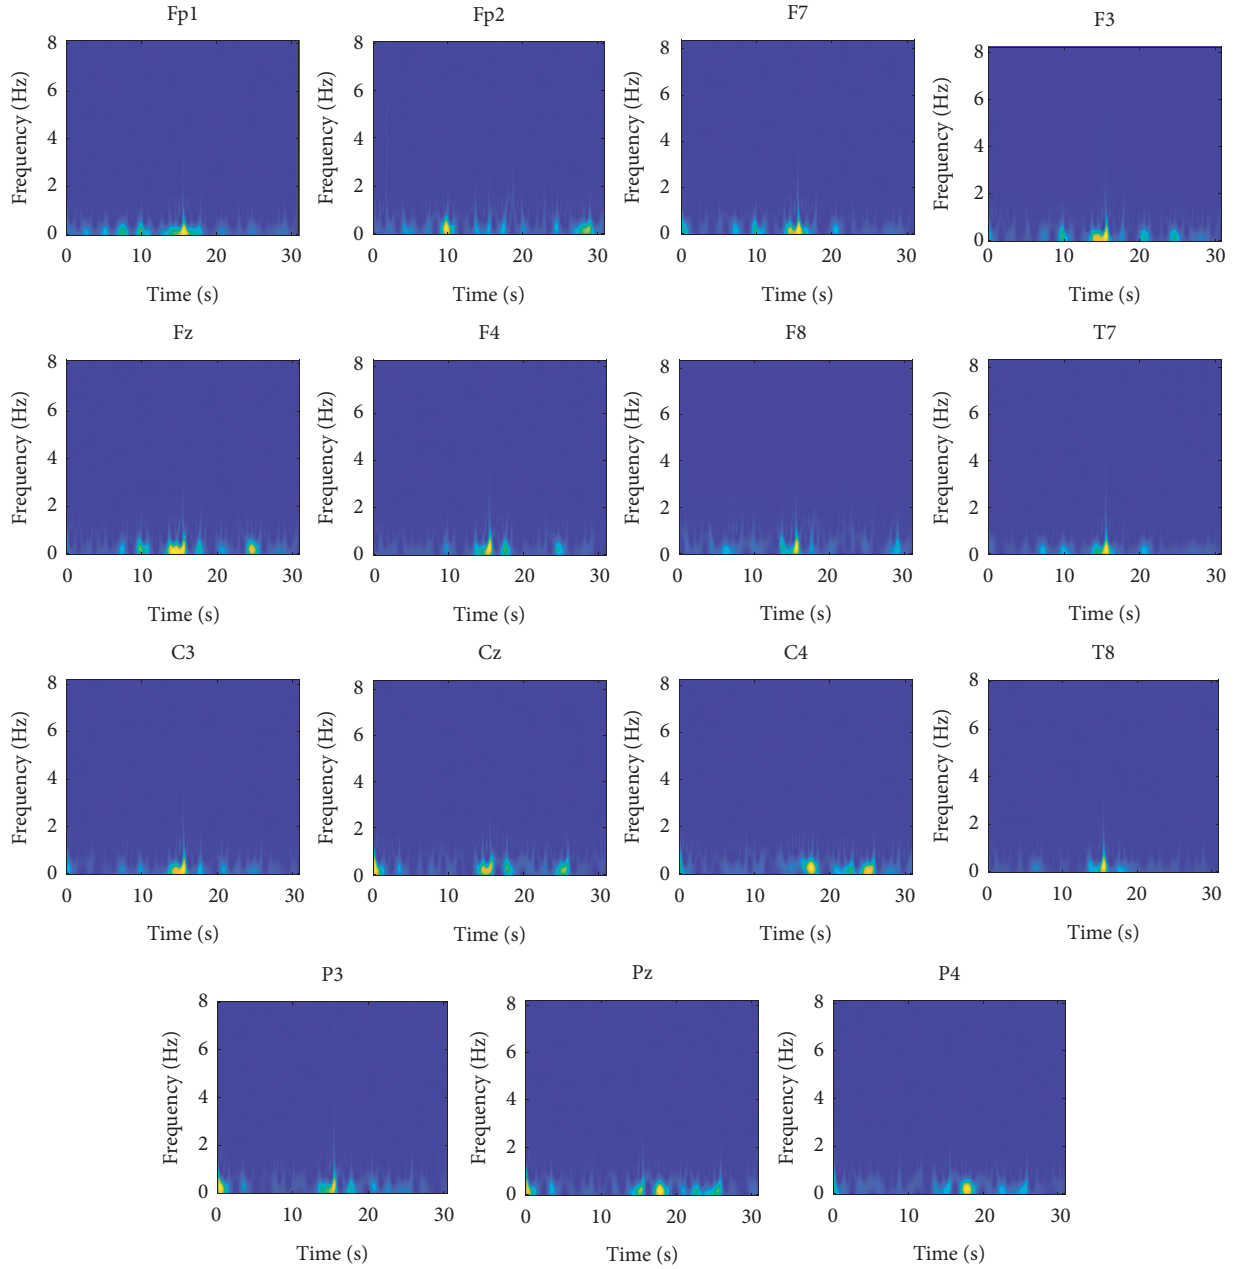 Fp1 Fp2 F7 F3
8 8 8 8
6 6 6 6
4 4 4 4
2 2 2 2
0 0 0 0
Frequency (Hz) Frequency (Hz) Frequency (Hz) Frequency (Hz)
0 10 20 30 0 10 20 30 0 10 20 30 0 10 20 30
Time (s) Time (s) Time (s) Time (s)
Fz F4 F8 T7
8 8 8 8
6 6 6 6
4 4 4 4
2 2 2 2
0 0 0 0
Frequency (Hz) Frequency (Hz) Frequency (Hz) Frequency (Hz)
0 10 20 30 0 10 20 30 0 10 20 30 0 10 20 30
Time (s) Time (s) Time (s) Time (s)
C3 Cz C4 T8
8 8 8 8
6 6 6 6
4 4 4 4
2 2 2 2
0 0 0 0
Frequency (Hz) Frequency (Hz) Frequency (Hz) Frequency (Hz)
0 10 20 30 0 10 20 30 0 10 20 30 0 10 20 30
Time (s) Time (s) Time (s) Time (s)
P3 Pz P4
8 8 8
6 6 6
4 4 4
2 2 2
0 0 0
Frequency (Hz) Frequency (Hz) Frequency (Hz)
0 10 20 30 0 10 20 30 0 10 20 30
Time (s) Time (s) Time (s)